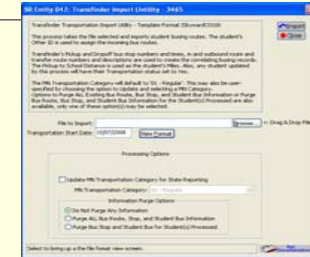 SR Entity D47: Transfinder Import Utility - 3465
Transfinder Transportation Import Utility - Template Format
This process takes the file selected and exports student busing routes. The student's
Other ID is used to assign the incoming bus routes.
Transfinder's Pickup and Dropoff bus stop numbers and times, in and outbound route and
transfer route numbers and descriptions are used to create the correlating busing records.
The Pickup to School Distance is used as the student's Miles. Also, any student updated
by this process will have their Transportation status set to Yes.
The MN Transportation Category will default to '01 - Regular'. This may also be user-
specified by choosing the option to Update and selecting a MN Category.
Options to Purge ALL Existing Bus Route, Bus Stop, and Student Bus Information or Purge
Bus Route, Bus Stop, and Student Bus Information for the Student(s) Processed are also
available, only one of these option(s) may be selected.
Import
Close
File to Import:
Browse...
<- Drag & Drop File
Transportation Start Date:
View Format
Processing Options
Update MN Transportation Category for State Reporting
MN Transportation Category: 01 - Regular
Information Purge Options
Do Not Purge Any Information
Purge ALL Bus Route, Stop, and Student Bus Information
Purge Bus Stop and Student Bus for Student(s) Processed
Select to bring up a the File Format view screen.